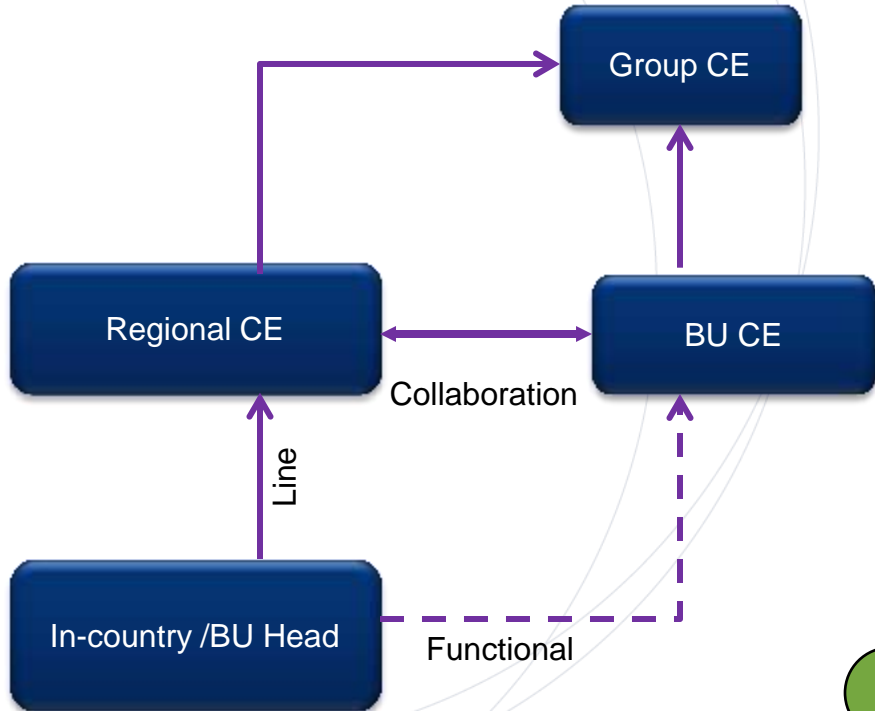 Group CE
Regional CE
BU CE
Collaboration
Line
In-country /BU Head
Functional